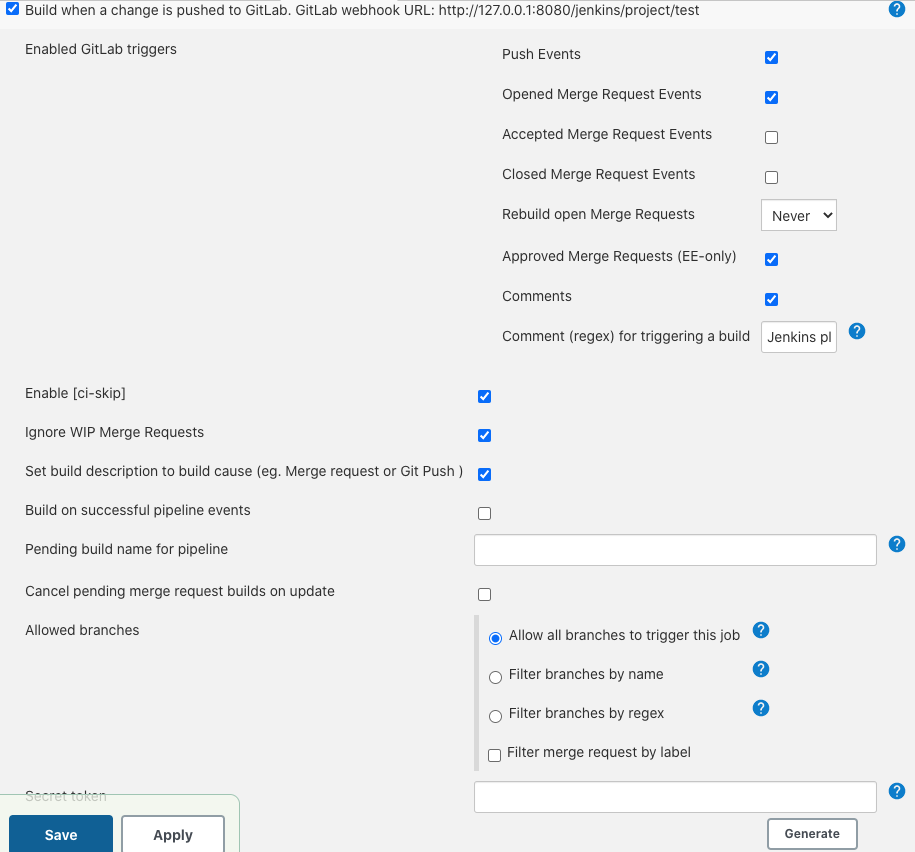 Build when a change is pushed to GitLab. GitLab webhook URL: http://127.0.0.1:8080/jenkins/project/test
?
Enabled GitLab triggers
Push Events
Opened Merge Request Events
Accepted Merge Request Events
Closed Merge Request Events
Rebuild open Merge Requests Never
Approved Merge Requests (EE-only)
Comments
Comment (regex) for triggering a build Jenkins pl ?
Enable [ci-skip]
Ignore WIP Merge Requests
Set build description to build cause (eg. Merge request or Git Push )
Build on successful pipeline events
Pending build name for pipeline ?
Cancel pending merge request builds on update
Allowed branches
Allow all branches to trigger this job ?
Filter branches by name ?
Filter branches by regex ?
Filter merge request by label
Secret token ?
Save Apply Generate